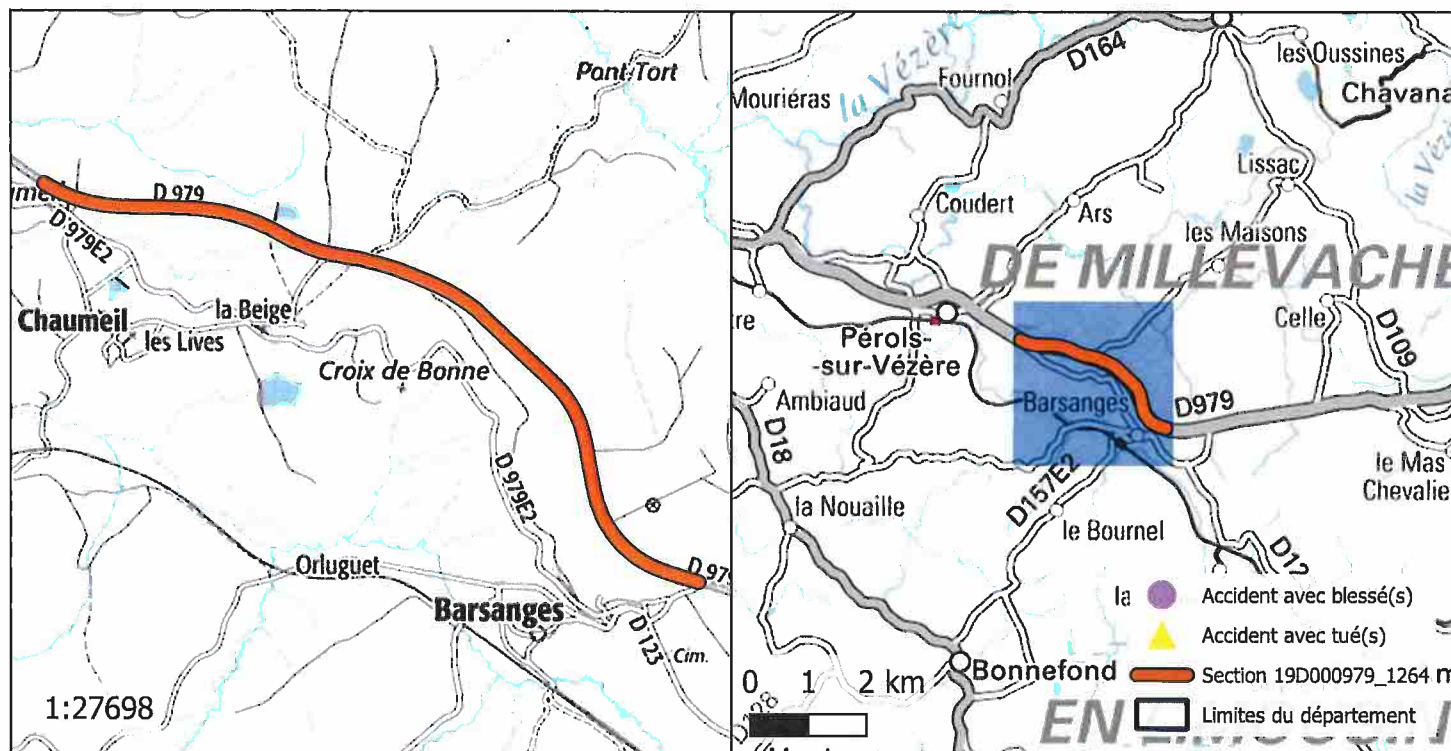 Pont Tort
D 979
D 979E2
Chaumeil
la Beige
les Lives
Croix de Bonne
D 979E2
Orluguet
Barsanges
D 123
Cim.
1:27698
D164
les Oussines
Fournol
la Vézère
Mouriéras
Lissac
Coudert
Ars
les Maisons
DE MILLEVACHE
Celle
Pérols-
-sur-Vézère
D109
Ambiaud
Barsanges
D979
D18
le Mas
Chevalie
D157E2
la Nouaille
le Bournel
la
Accident avec blessé(s)
Accident avec tué(s)
Bonnefond
0 1 2 km
Section 19D000979_1264
Limites du département